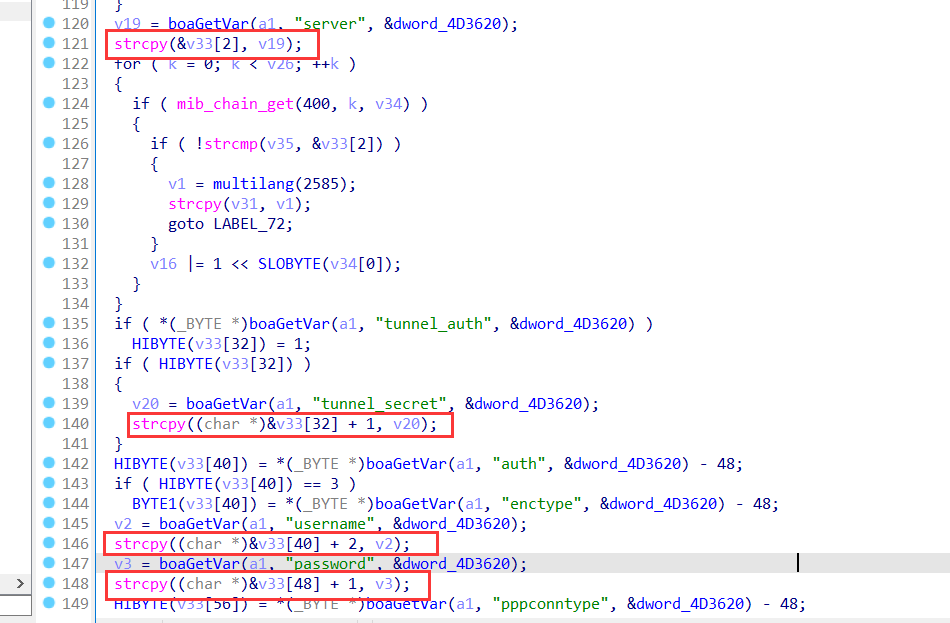 119 }
120 v19 = boaGetVar(a1, "server", &dword_4D3620);
121 strcpy(&v33[2], v19);
122 for ( k = 0; k < v26; ++k )
123 {
124 if ( mib_chain_get(400, k, v34) )
125 {
126 if ( !strcmp(v35, &v33[2]) )
127 {
128 v1 = multilang(2585);
129 strcpy(v31, v1);
130 goto LABEL_72;
131 }
132 v16 |= 1 << SLOBYTE(v34[0]);
133 }
134 }
135 if ( *(_BYTE *)boaGetVar(a1, "tunnel_auth", &dword_4D3620) )
136 HIBYTE(v33[32]) = 1;
137 if ( HIBYTE(v33[32]) )
138 {
139 v20 = boaGetVar(a1, "tunnel_secret", &dword_4D3620);
140 strcpy((char *)&v33[32] + 1, v20);
141 }
142 HIBYTE(v33[40]) = *(_BYTE *)boaGetVar(a1, "auth", &dword_4D3620) - 48;
143 if ( HIBYTE(v33[40]) == 3 )
144 BYTE1(v33[40]) = *(_BYTE *)boaGetVar(a1, "enctype", &dword_4D3620) - 48;
145 v2 = boaGetVar(a1, "username", &dword_4D3620);
146 strcpy((char *)&v33[40] + 2, v2);
147 v3 = boaGetVar(a1, "password", &dword_4D3620);
148 strcpy((char *)&v33[48] + 1, v3);
149 HIBYTE(v33[56]) = *(_BYTE *)boaGetVar(a1, "pppconntype", &dword_4D3620) - 48;